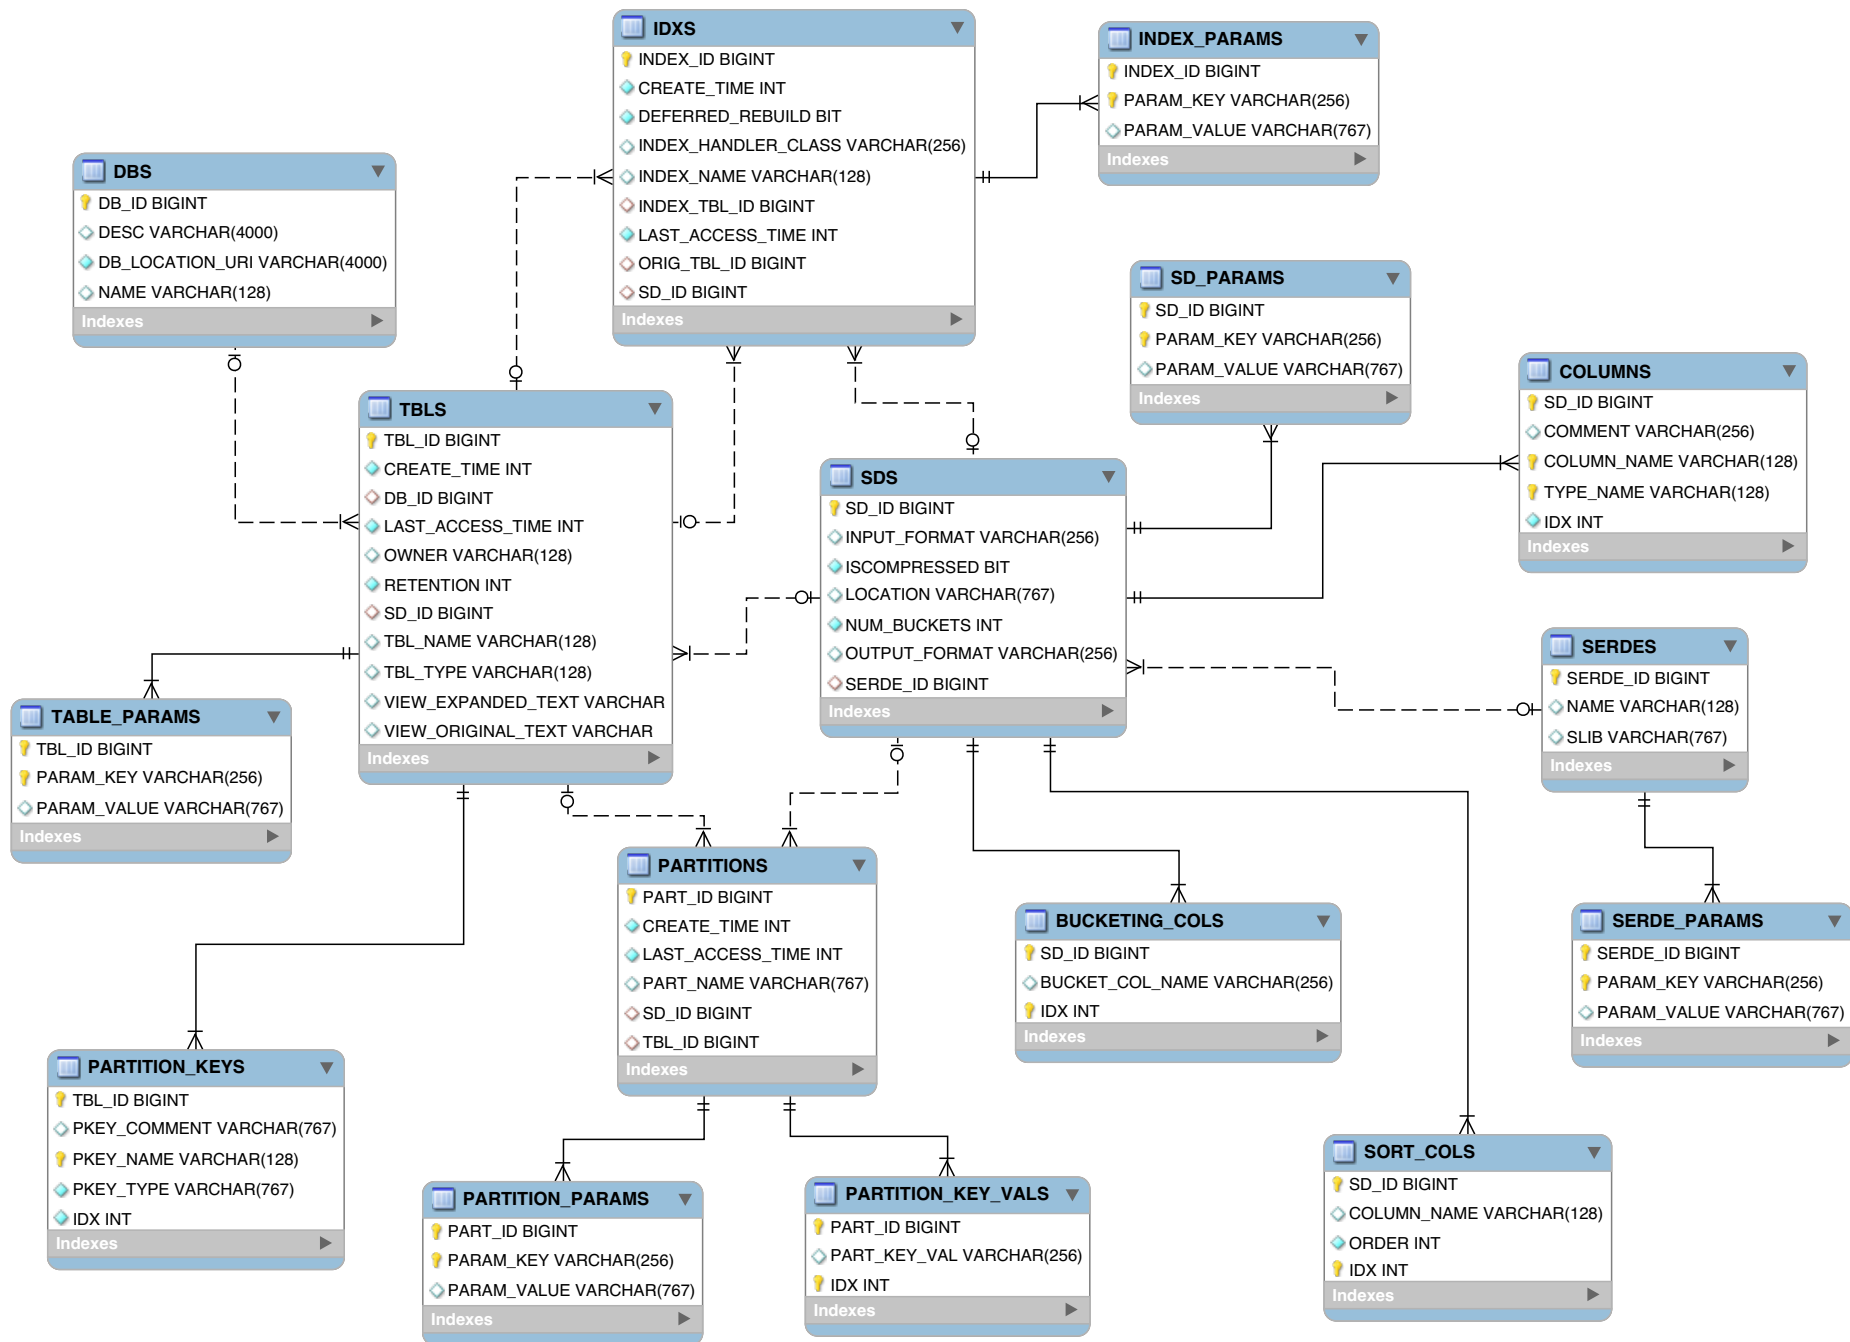 IDXS
INDEX_ID BIGINT
CREATE_TIME INT
DEFERRED_REBUILD BIT
INDEX_HANDLER_CLASS VARCHAR(256)
INDEX_NAME VARCHAR(128)
INDEX_TBL_ID BIGINT
LAST_ACCESS_TIME INT
ORIG_TBL_ID BIGINT
SD_ID BIGINT
Indexes
INDEX_PARAMS
INDEX_ID BIGINT
PARAM_KEY VARCHAR(256)
PARAM_VALUE VARCHAR(767)
Indexes
DBS
DB_ID BIGINT
DESC VARCHAR(4000)
DB_LOCATION_URI VARCHAR(4000)
NAME VARCHAR(128)
Indexes
SD_PARAMS
SD_ID BIGINT
PARAM_KEY VARCHAR(256)
PARAM_VALUE VARCHAR(767)
Indexes
COLUMNS
SD_ID BIGINT
COMMENT VARCHAR(256)
COLUMN_NAME VARCHAR(128)
TYPE_NAME VARCHAR(128)
IDX INT
Indexes
TBLS
TBL_ID BIGINT
CREATE_TIME INT
DB_ID BIGINT
LAST_ACCESS_TIME INT
OWNER VARCHAR(128)
RETENTION INT
SD_ID BIGINT
TBL_NAME VARCHAR(128)
TBL_TYPE VARCHAR(128)
VIEW_EXPANDED_TEXT VARCHAR
VIEW_ORIGINAL_TEXT VARCHAR
Indexes
SDS
SD_ID BIGINT
INPUT_FORMAT VARCHAR(256)
ISCOMPRESSED BIT
LOCATION VARCHAR(767)
NUM_BUCKETS INT
OUTPUT_FORMAT VARCHAR(256)
SERDE_ID BIGINT
Indexes
SERDES
SERDE_ID BIGINT
NAME VARCHAR(128)
SLIB VARCHAR(767)
Indexes
TABLE_PARAMS
TBL_ID BIGINT
PARAM_KEY VARCHAR(256)
PARAM_VALUE VARCHAR(767)
Indexes
PARTITIONS
PART_ID BIGINT
CREATE_TIME INT
LAST_ACCESS_TIME INT
PART_NAME VARCHAR(767)
SD_ID BIGINT
TBL_ID BIGINT
Indexes
BUCKETING_COLS
SD_ID BIGINT
BUCKET_COL_NAME VARCHAR(256)
IDX INT
Indexes
SERDE_PARAMS
SERDE_ID BIGINT
PARAM_KEY VARCHAR(256)
PARAM_VALUE VARCHAR(767)
Indexes
PARTITION_KEYS
TBL_ID BIGINT
PKEY_COMMENT VARCHAR(767)
PKEY_NAME VARCHAR(128)
PKEY_TYPE VARCHAR(767)
IDX INT
Indexes
PARTITION_PARAMS
PART_ID BIGINT
PARAM_KEY VARCHAR(256)
PARAM_VALUE VARCHAR(767)
Indexes
PARTITION_KEY_VALS
PART_ID BIGINT
PART_KEY_VAL VARCHAR(256)
IDX INT
Indexes
SORT_COLS
SD_ID BIGINT
COLUMN_NAME VARCHAR(128)
ORDER INT
IDX INT
Indexes